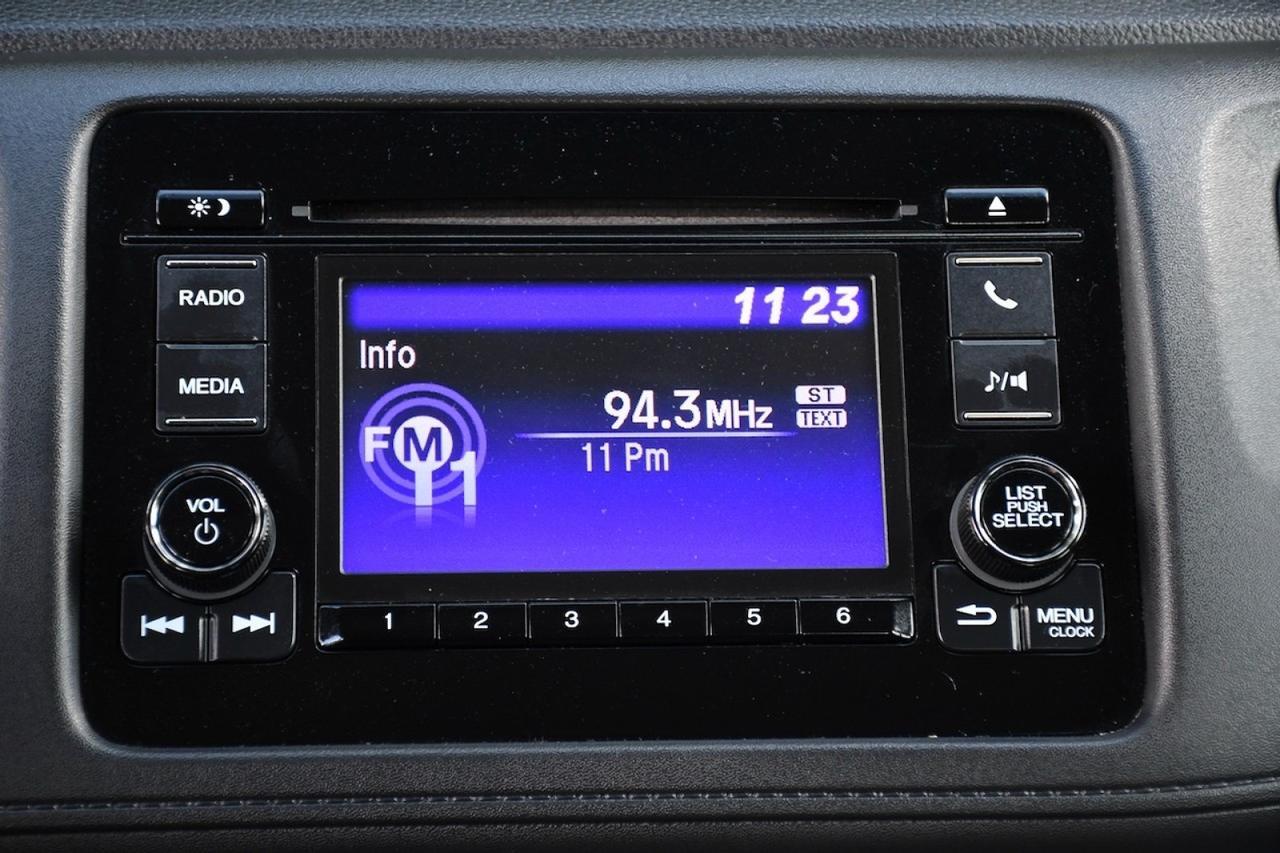 RADIO
MEDIA
VOL
11 23
Info
94.3MHz
ST
TEXT
FM
1
11 Pm
1 2 3 4 5 6
LIST
PUSH
SELECT
MENU
CLOCK